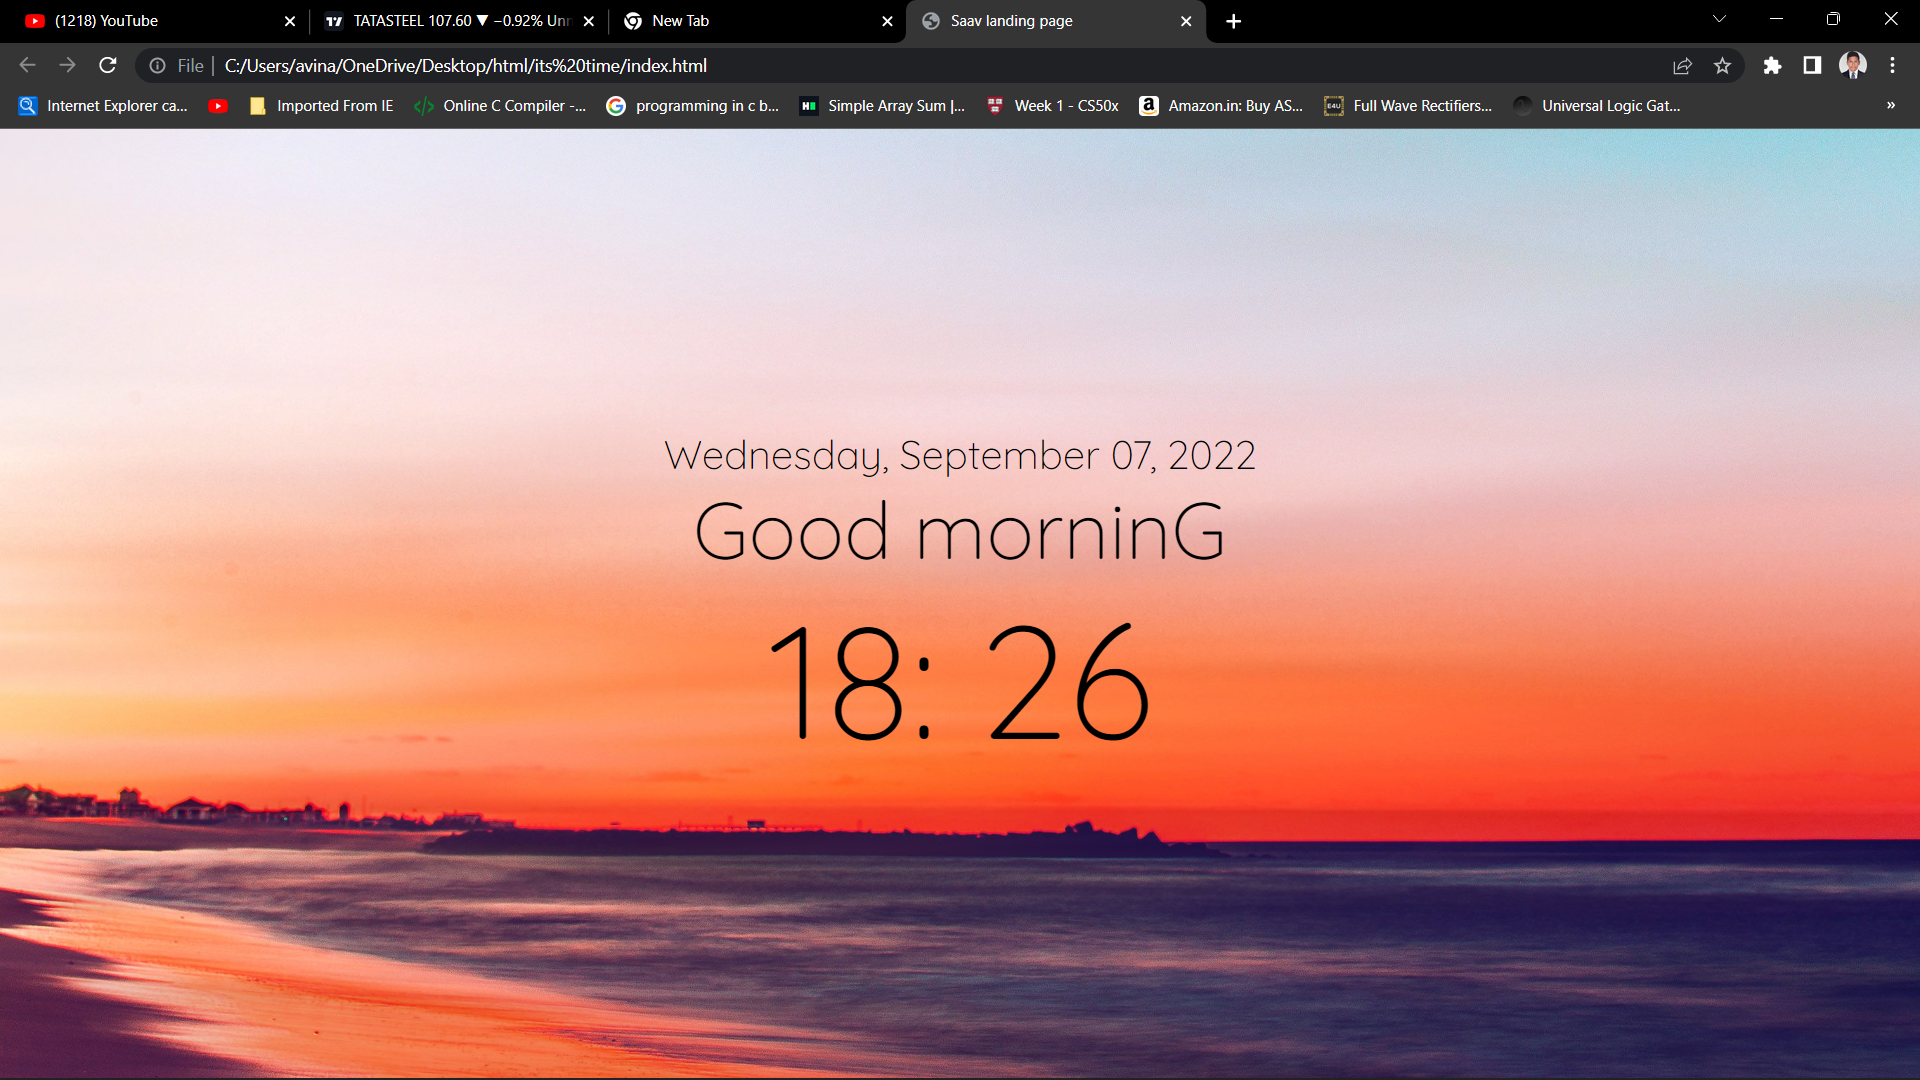 (1218) YouTube
TATASTEEL 107.60 ▼ −0.92% Unn
New Tab
Saav landing page
File | C:/Users/avina/OneDrive/Desktop/html/its%20time/index.html
Internet Explorer ca...
Imported From IE
Online C Compiler -...
programming in c b...
Simple Array Sum |...
Week 1 - CS50x
Amazon.in: Buy AS...
Full Wave Rectifiers...
Universal Logic Gat...
»
Wednesday, September 07, 2022
Good morninG
18: 26